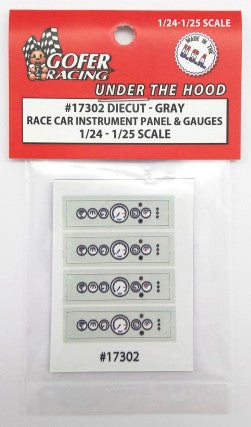 1/24-1/25 SCALE
GOFER
RACING
MADE IN THE
U.S.A.
UNDER THE HOOD
#17302 DIECUT - GRAY
RACE CAR INSTRUMENT PANEL & GAUGES
1/24 - 1/25 SCALE
#17302